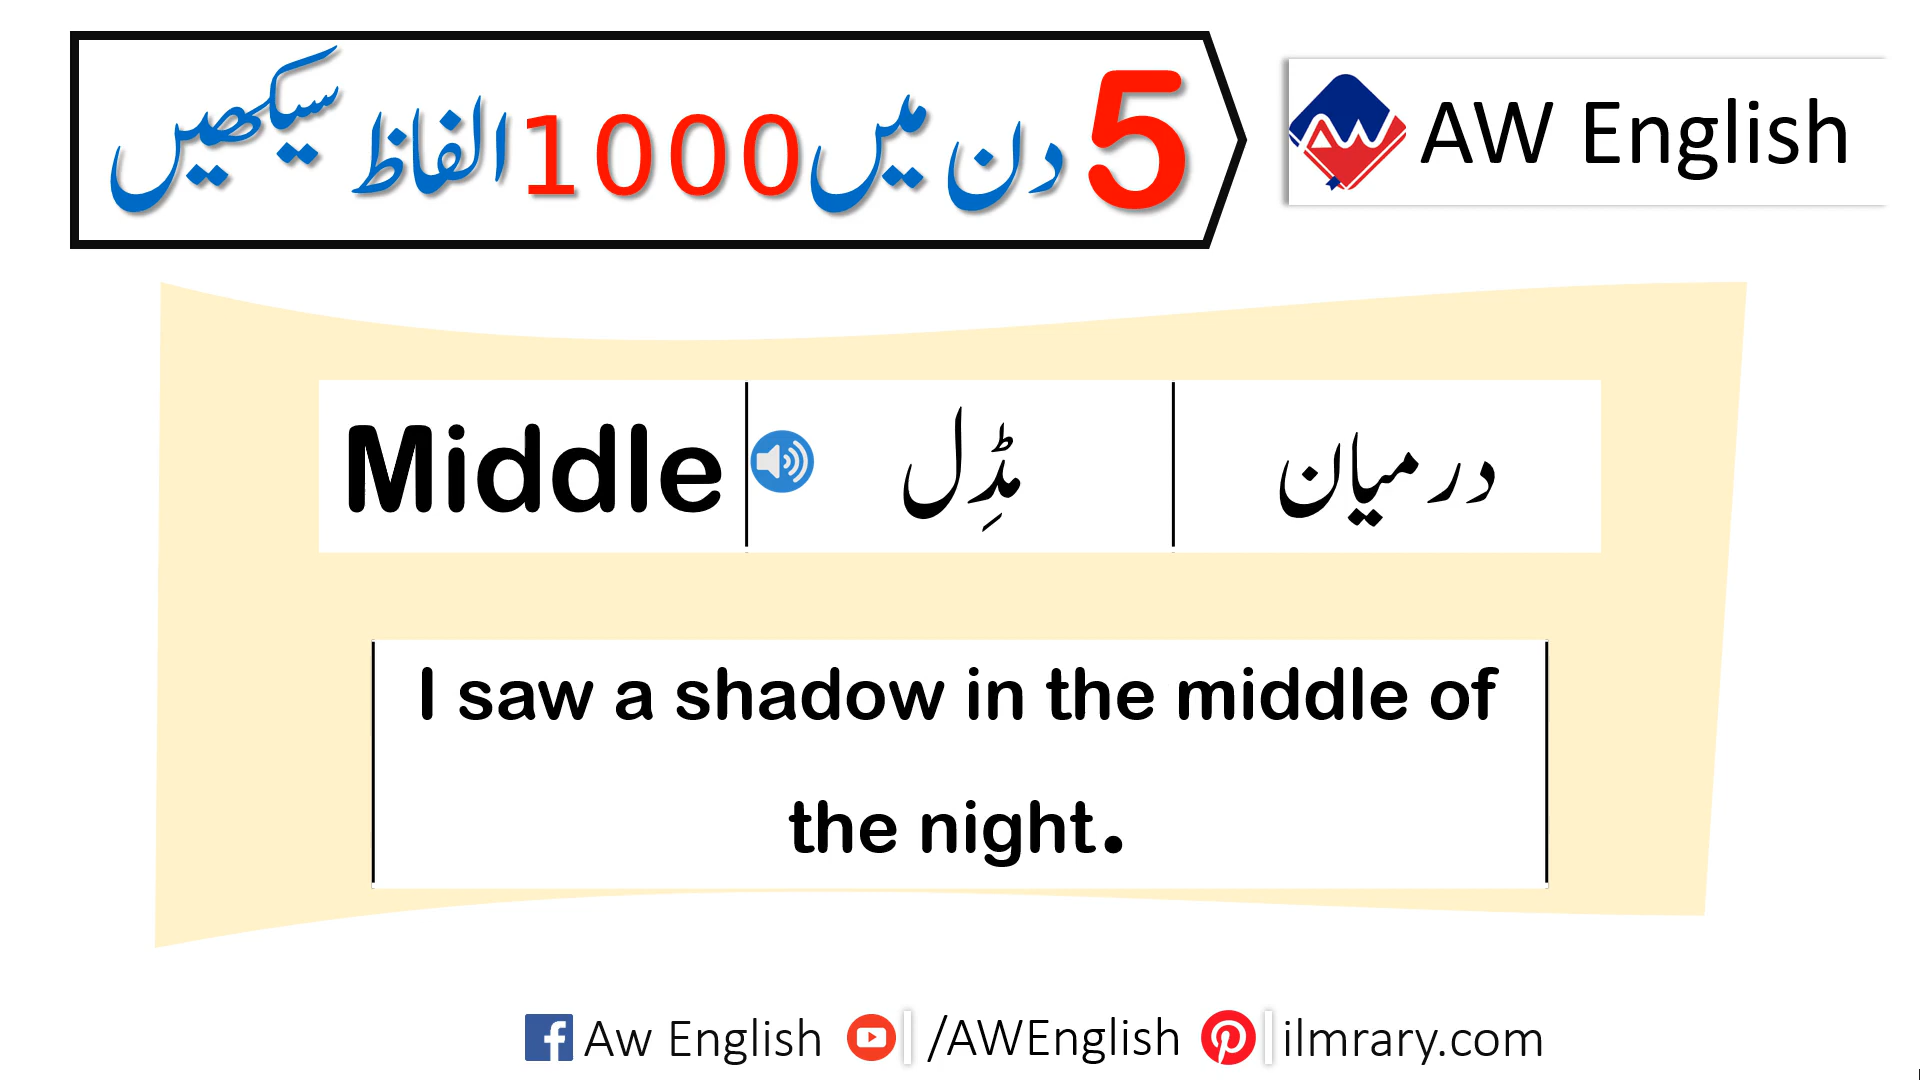 5 دن میں 1000 الفاظ سیکھیں
AW English
Middle مڈِل درمیان
I saw a shadow in the middle of
the night.
Aw English /AWEnglish ilmrary.com